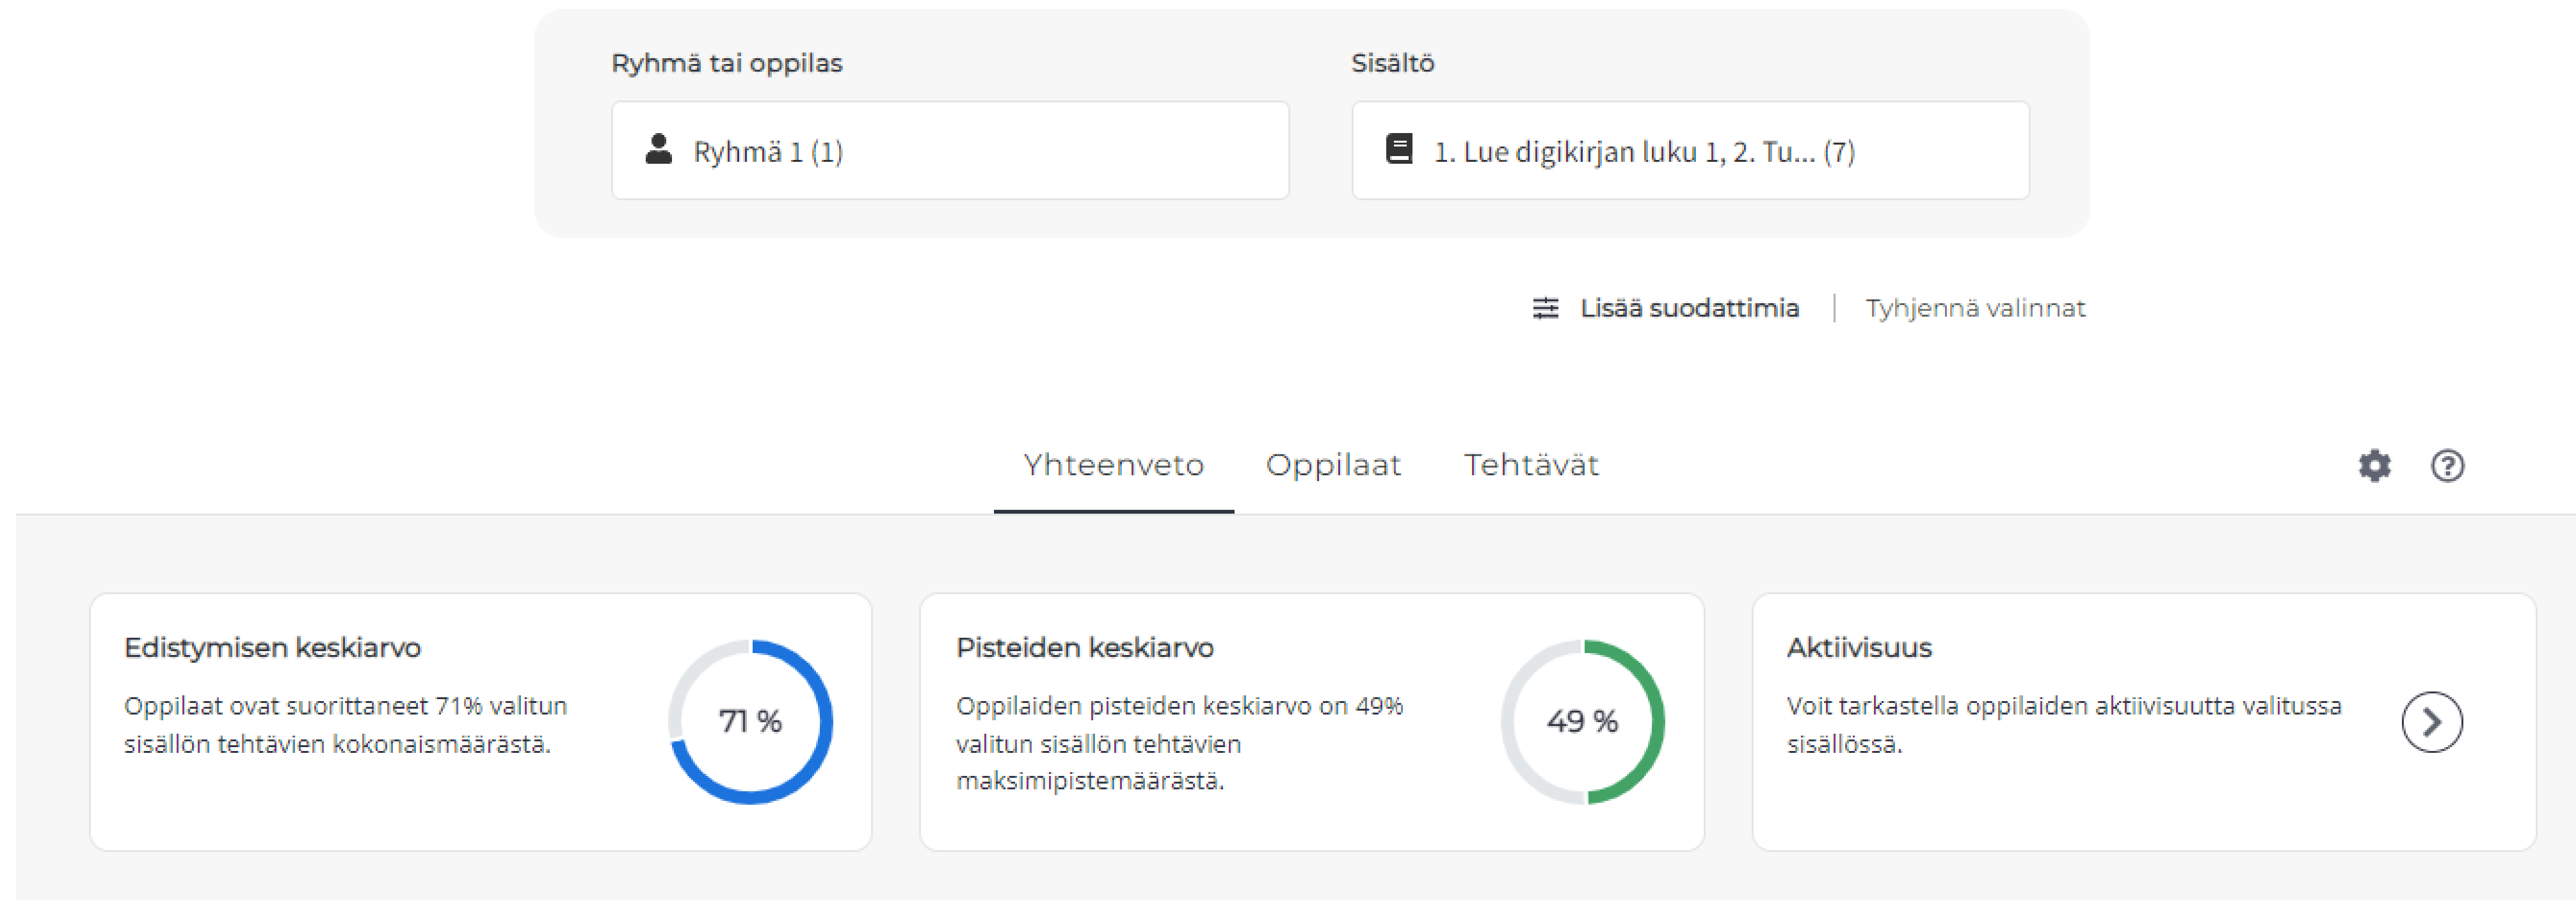 Ryhmä tai oppilas
Sisältö
Ryhmä 1 (1)
1. Lue digikirjan luku 1, 2. Tu... (7)
Lisää suodattimia
Tyhjennä valinnat
Yhteenveto
Oppilaat
Tehtävät
Edistymisen keskiarvo
Oppilaat ovat suorittaneet 71% valitun
sisällön tehtävien kokonaismäärästä.
71 %
Pisteiden keskiarvo
Oppilaiden pisteiden keskiarvo on 49%
valitun sisällön tehtävien
maksimipistemäärästä.
49 %
Aktiivisuus
Voit tarkastella oppilaiden aktiivisuutta valitussa
sisällössä.